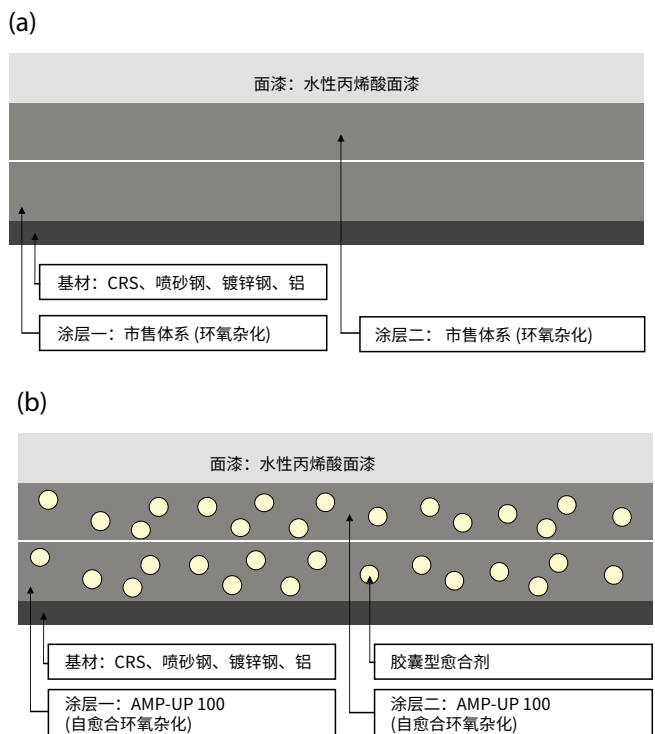 (a)
面漆：水性丙烯酸面漆
基材：CRS、喷砂钢、镀锌钢、铝
涂层一：市售体系 (环氧杂化)
涂层二： 市售体系 (环氧杂化)
(b)
面漆：水性丙烯酸面漆
基材：CRS、喷砂钢、镀锌钢、铝
胶囊型愈合剂
涂层一：AMP-UP 100
(自愈合环氧杂化)
涂层二：AMP-UP 100
(自愈合环氧杂化)